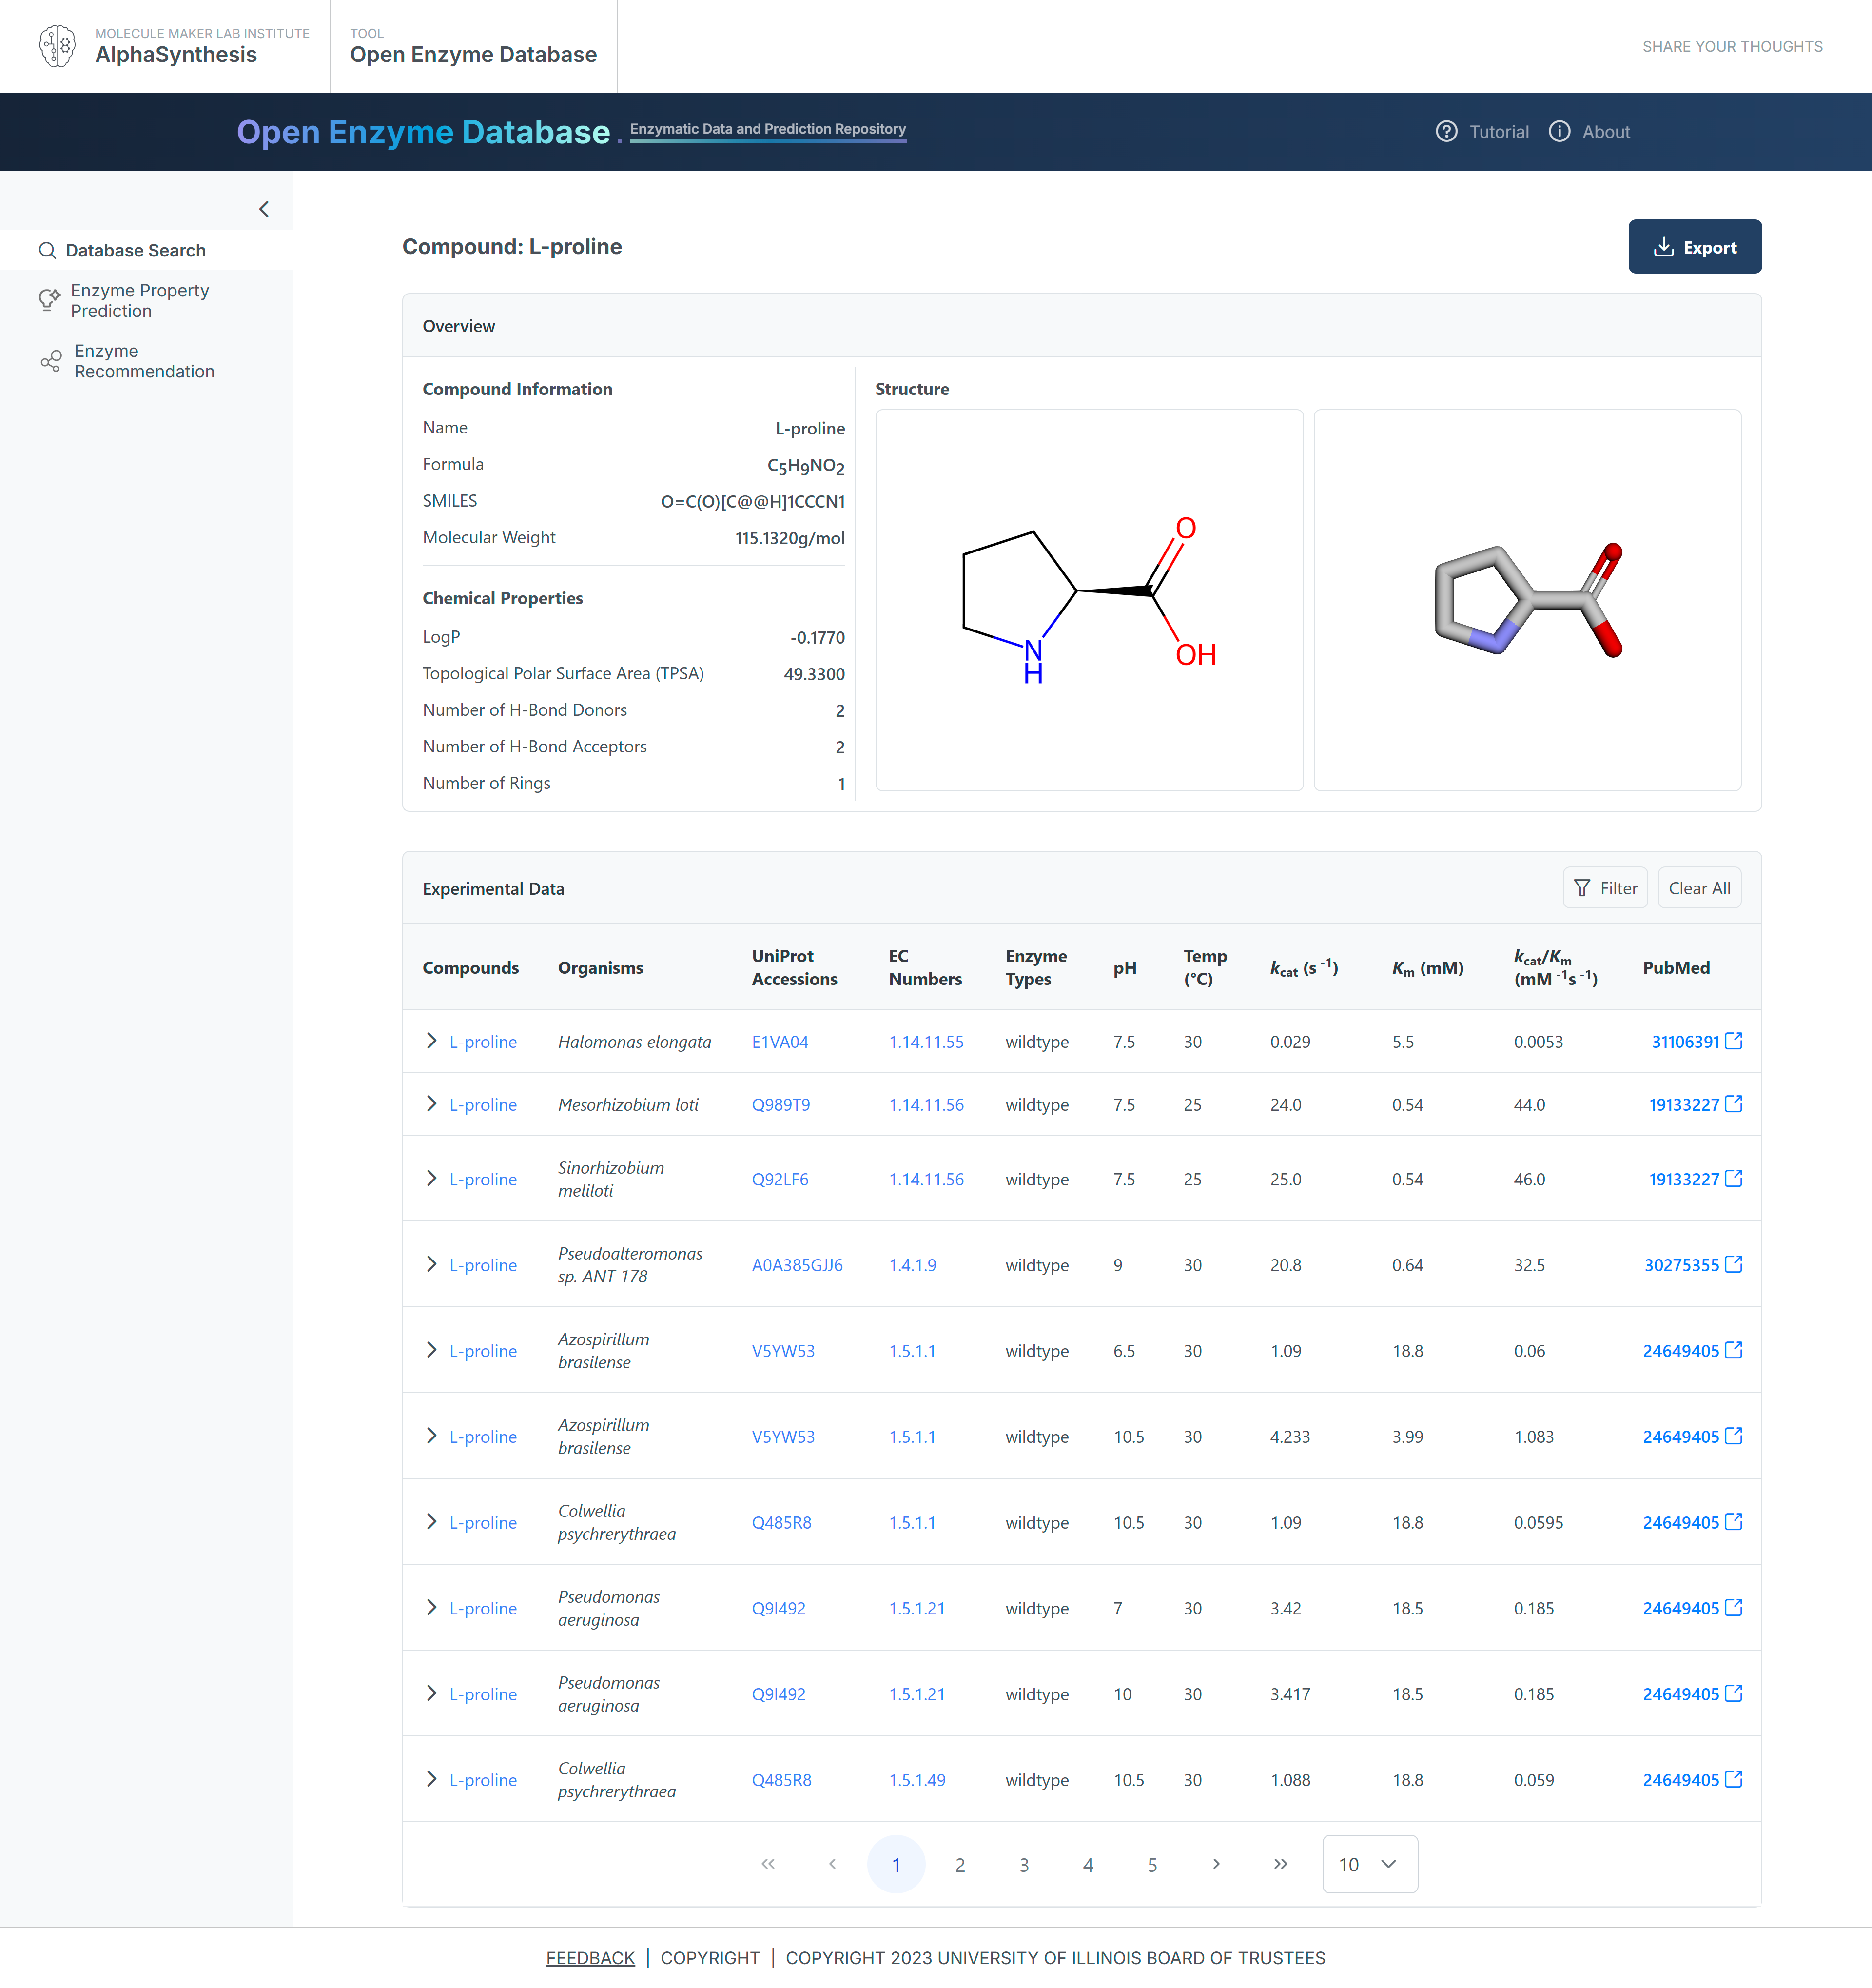 MOLECULE MAKER LAB INSTITUTE
AlphaSynthesis
TOOL
Open Enzyme Database
SHARE YOUR THOUGHTS
Open Enzyme Database . Enzymatic Data and Prediction Repository
Tutorial
About
Database Search
Enzyme Property
Prediction
Enzyme
Recommendation
Compound: L-proline
Export
Overview
Compound Information
Name L-proline
Formula C5H9NO2
SMILES O=C(O)[C@@H]1CCCN1
Molecular Weight 115.1320g/mol
Chemical Properties
LogP -0.1770
Topological Polar Surface Area (TPSA) 49.3300
Number of H-Bond Donors 2
Number of H-Bond Acceptors 2
Number of Rings 1
Structure
O
OH
N
H
Experimental Data
Filter
Clear All
Compounds Organisms UniProt Accessions EC Numbers Enzyme Types pH Temp (°C) kcat (s -1) Km (mM) kcat/Km (mM -1s -1) PubMed
L-proline Halomonas elongata E1VA04 1.14.11.55 wildtype 7.5 30 0.029 5.5 0.0053 31106391
L-proline Mesorhizobium loti Q989T9 1.14.11.56 wildtype 7.5 25 24.0 0.54 44.0 19133227
L-proline Sinorhizobium meliloti Q92LF6 1.14.11.56 wildtype 7.5 25 25.0 0.54 46.0 19133227
L-proline Pseudoalteromonas sp. ANT 178 A0A385GJJ6 1.4.1.9 wildtype 9 30 20.8 0.64 32.5 30275355
L-proline Azospirillum brasilense V5YW53 1.5.1.1 wildtype 6.5 30 1.09 18.8 0.06 24649405
L-proline Azospirillum brasilense V5YW53 1.5.1.1 wildtype 10.5 30 4.233 3.99 1.083 24649405
L-proline Colwellia psychrerythraea Q485R8 1.5.1.1 wildtype 10.5 30 1.09 18.8 0.0595 24649405
L-proline Pseudomonas aeruginosa Q9I492 1.5.1.21 wildtype 7 30 3.42 18.5 0.185 24649405
L-proline Pseudomonas aeruginosa Q9I492 1.5.1.21 wildtype 10 30 3.417 18.5 0.185 24649405
L-proline Colwellia psychrerythraea Q485R8 1.5.1.49 wildtype 10.5 30 1.088 18.8 0.059 24649405
« ‹ 1 2 3 4 5 › » 10
FEEDBACK | COPYRIGHT | COPYRIGHT 2023 UNIVERSITY OF ILLINOIS BOARD OF TRUSTEES